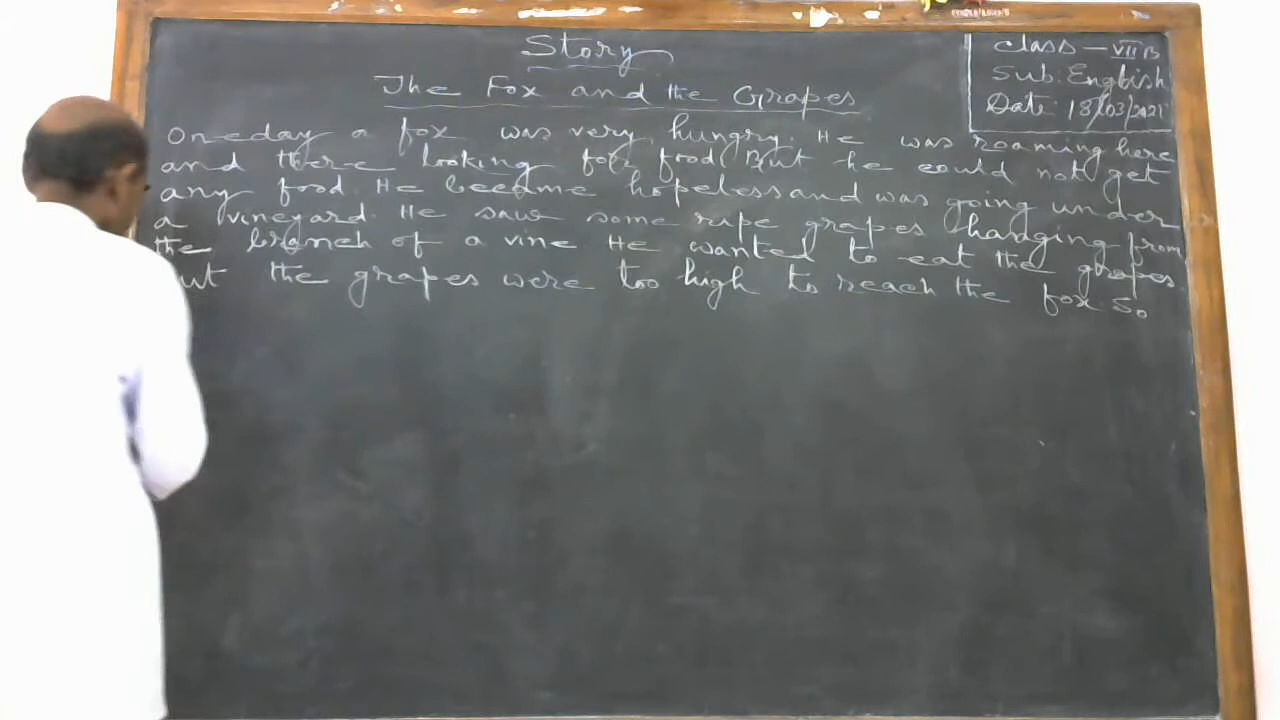 Story
The Fox and the Grapes
Class - VII B
Sub: English
Date: 18/03/2021
One day a fox was very hungry. He was roaming here
and there looking for food. But he could not get
any food. He became hopeless and was going under
a vineyard. He saw some ripe grapes hanging from
the branch of a vine He wanted to eat the grapes.
But the grapes were too high to reach the fox. So